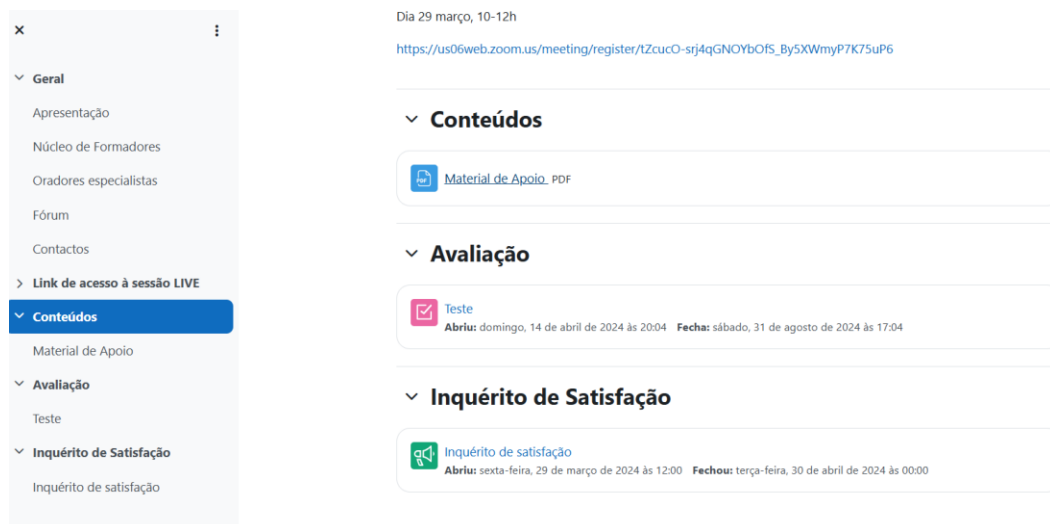 Geral
Apresentação
Núcleo de Formadores
Oradores especialistas
Fórum
Contactos
Link de acesso à sessão LIVE
Conteúdos
Material de Apoio
Avaliação
Teste
Inquérito de Satisfação
Inquérito de satisfação
Dia 29 março, 10-12h
https://us06web.zoom.us/meeting/register/tZcucO-srj4qGNOYbOfS_By5XWmyP7K75uP6
Conteúdos
PDF Material de Apoio PDF
Avaliação
Teste
Abriu: domingo, 14 de abril de 2024 às 20:04 Fecha: sábado, 31 de agosto de 2024 às 17:04
Inquérito de Satisfação
Inquérito de satisfação
Abriu: sexta-feira, 29 de março de 2024 às 12:00 Fechou: terça-feira, 30 de abril de 2024 às 00:00